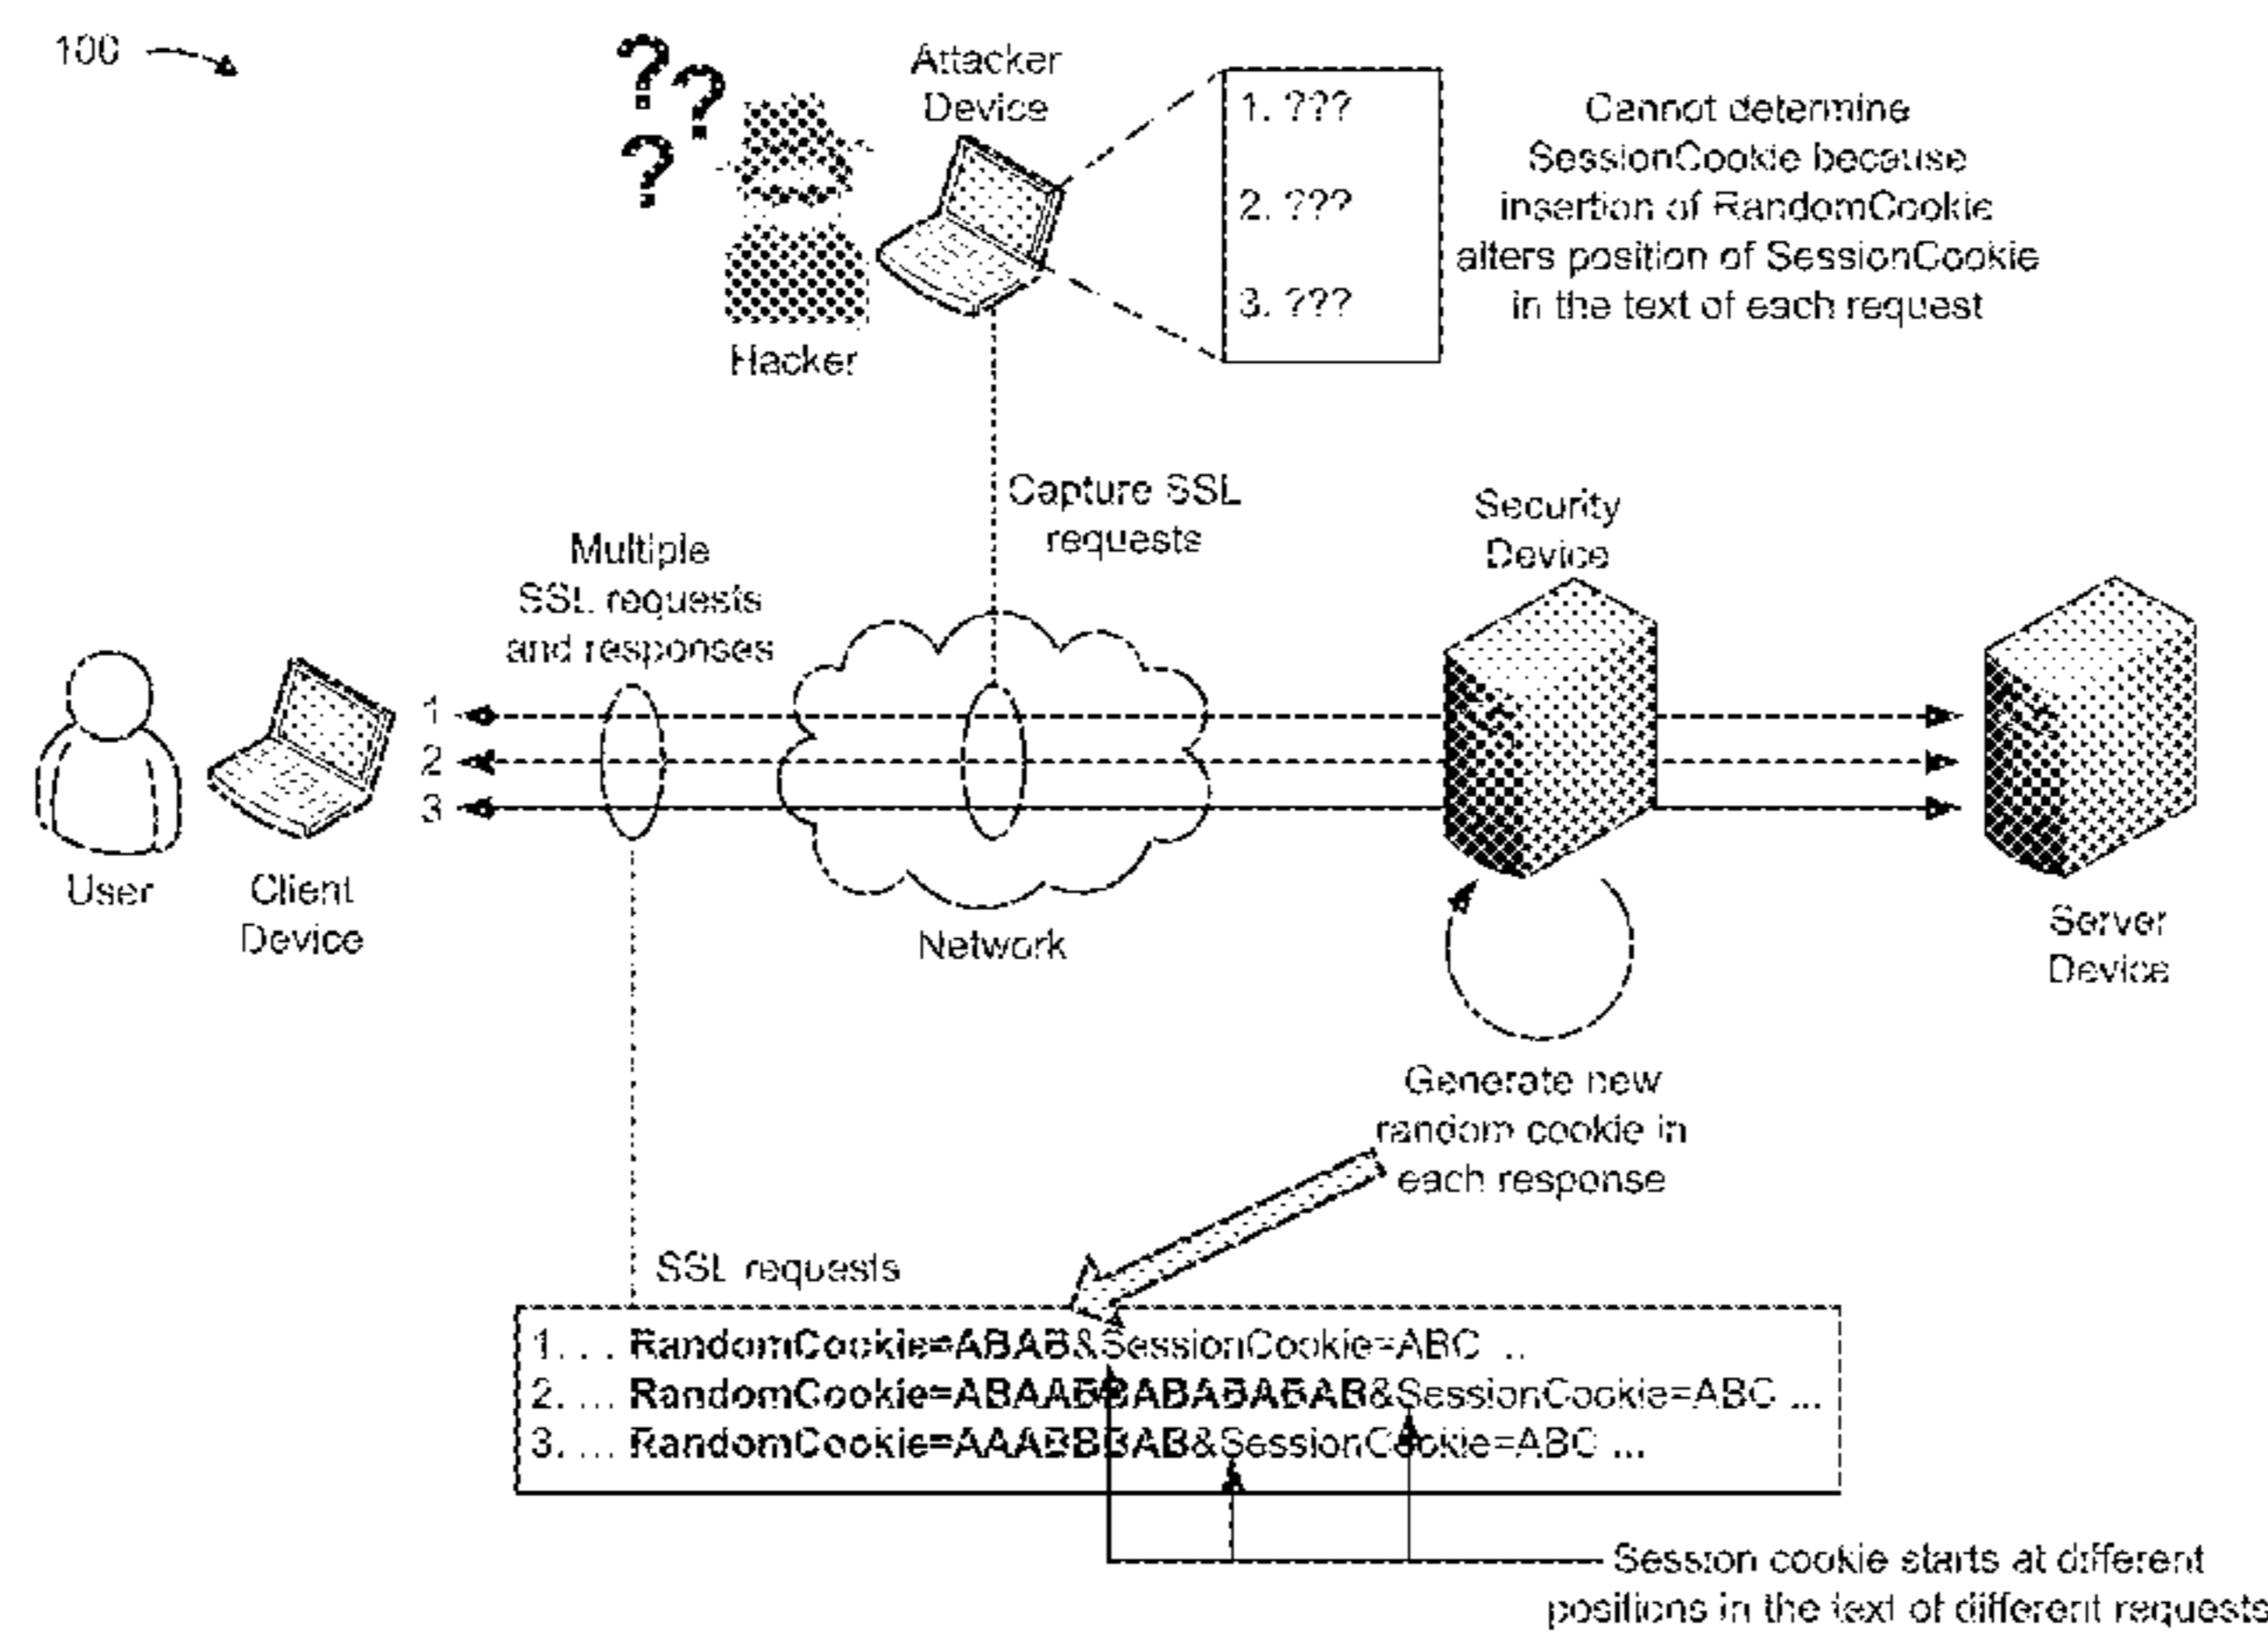 100
???
Attacker
Device
Hacker
1. ???
2. ???
3. ???
Cannot determine
SessionCookie because
insertion of RandomCookie
alters position of SessionCookie
in the text of each request
Capture SSL
requests
Multiple
SSL requests
and responses
Security
Device
1
2
3
User
Client
Device
Network
Server
Device
Generate new
random cookie in
each response
SSL requests
1. ... RandomCookie=ABAB&SessionCookie=ABC ...
2. ... RandomCookie=ABAABBABABABAB&SessionCookie=ABC ...
3. ... RandomCookie=AAABBBAB&SessionCookie=ABC ...
Session cookie starts at different
positions in the text of different requests